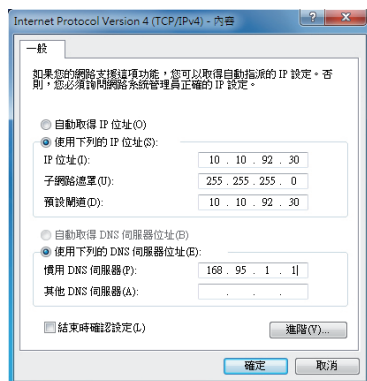 Internet Protocol Version 4 (TCP/IPv4) - 內容
一般
如果您的網路支援這項功能，您可以取得自動指派的 IP 設定。否
則，您必須詢問網路系統管理員正確的 IP 設定。
自動取得 IP 位址(O)
使用下列的 IP 位址(S):
IP 位址(I): 10 . 10 . 92 . 30
子網路遮罩(U): 255 . 255 . 255 . 0
預設閘道(D): 10 . 10 . 92 . 30
自動取得 DNS 伺服器位址(B)
使用下列的 DNS 伺服器位址(E):
慣用 DNS 伺服器(P): 168 . 95 . 1 . 1
其他 DNS 伺服器(A): . . .
結束時確認設定(L)
進階(V)...
確定 取消